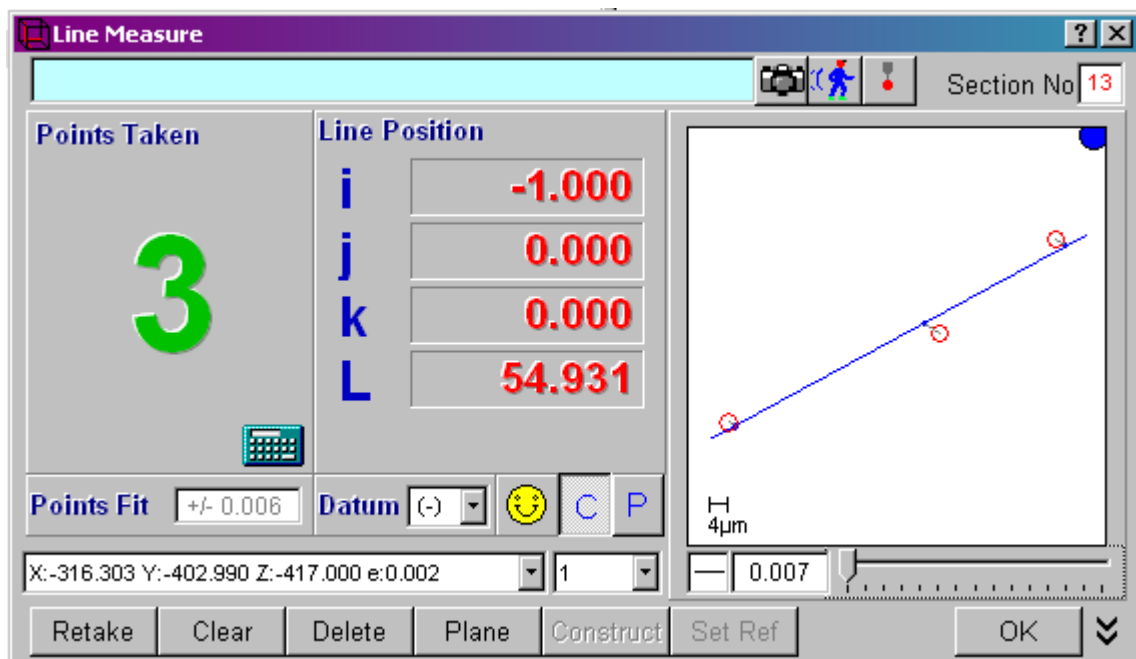 Line Measure
Section No 13
Points Taken
3
Line Position
i -1.000
j 0.000
k 0.000
L 54.931
4µm
Points Fit +/- 0.006
Datum (-) C P
X:-316.303 Y:-402.990 Z:-417.000 e:0.002 1
0.007
Retake Clear Delete Plane Construct Set Ref OK